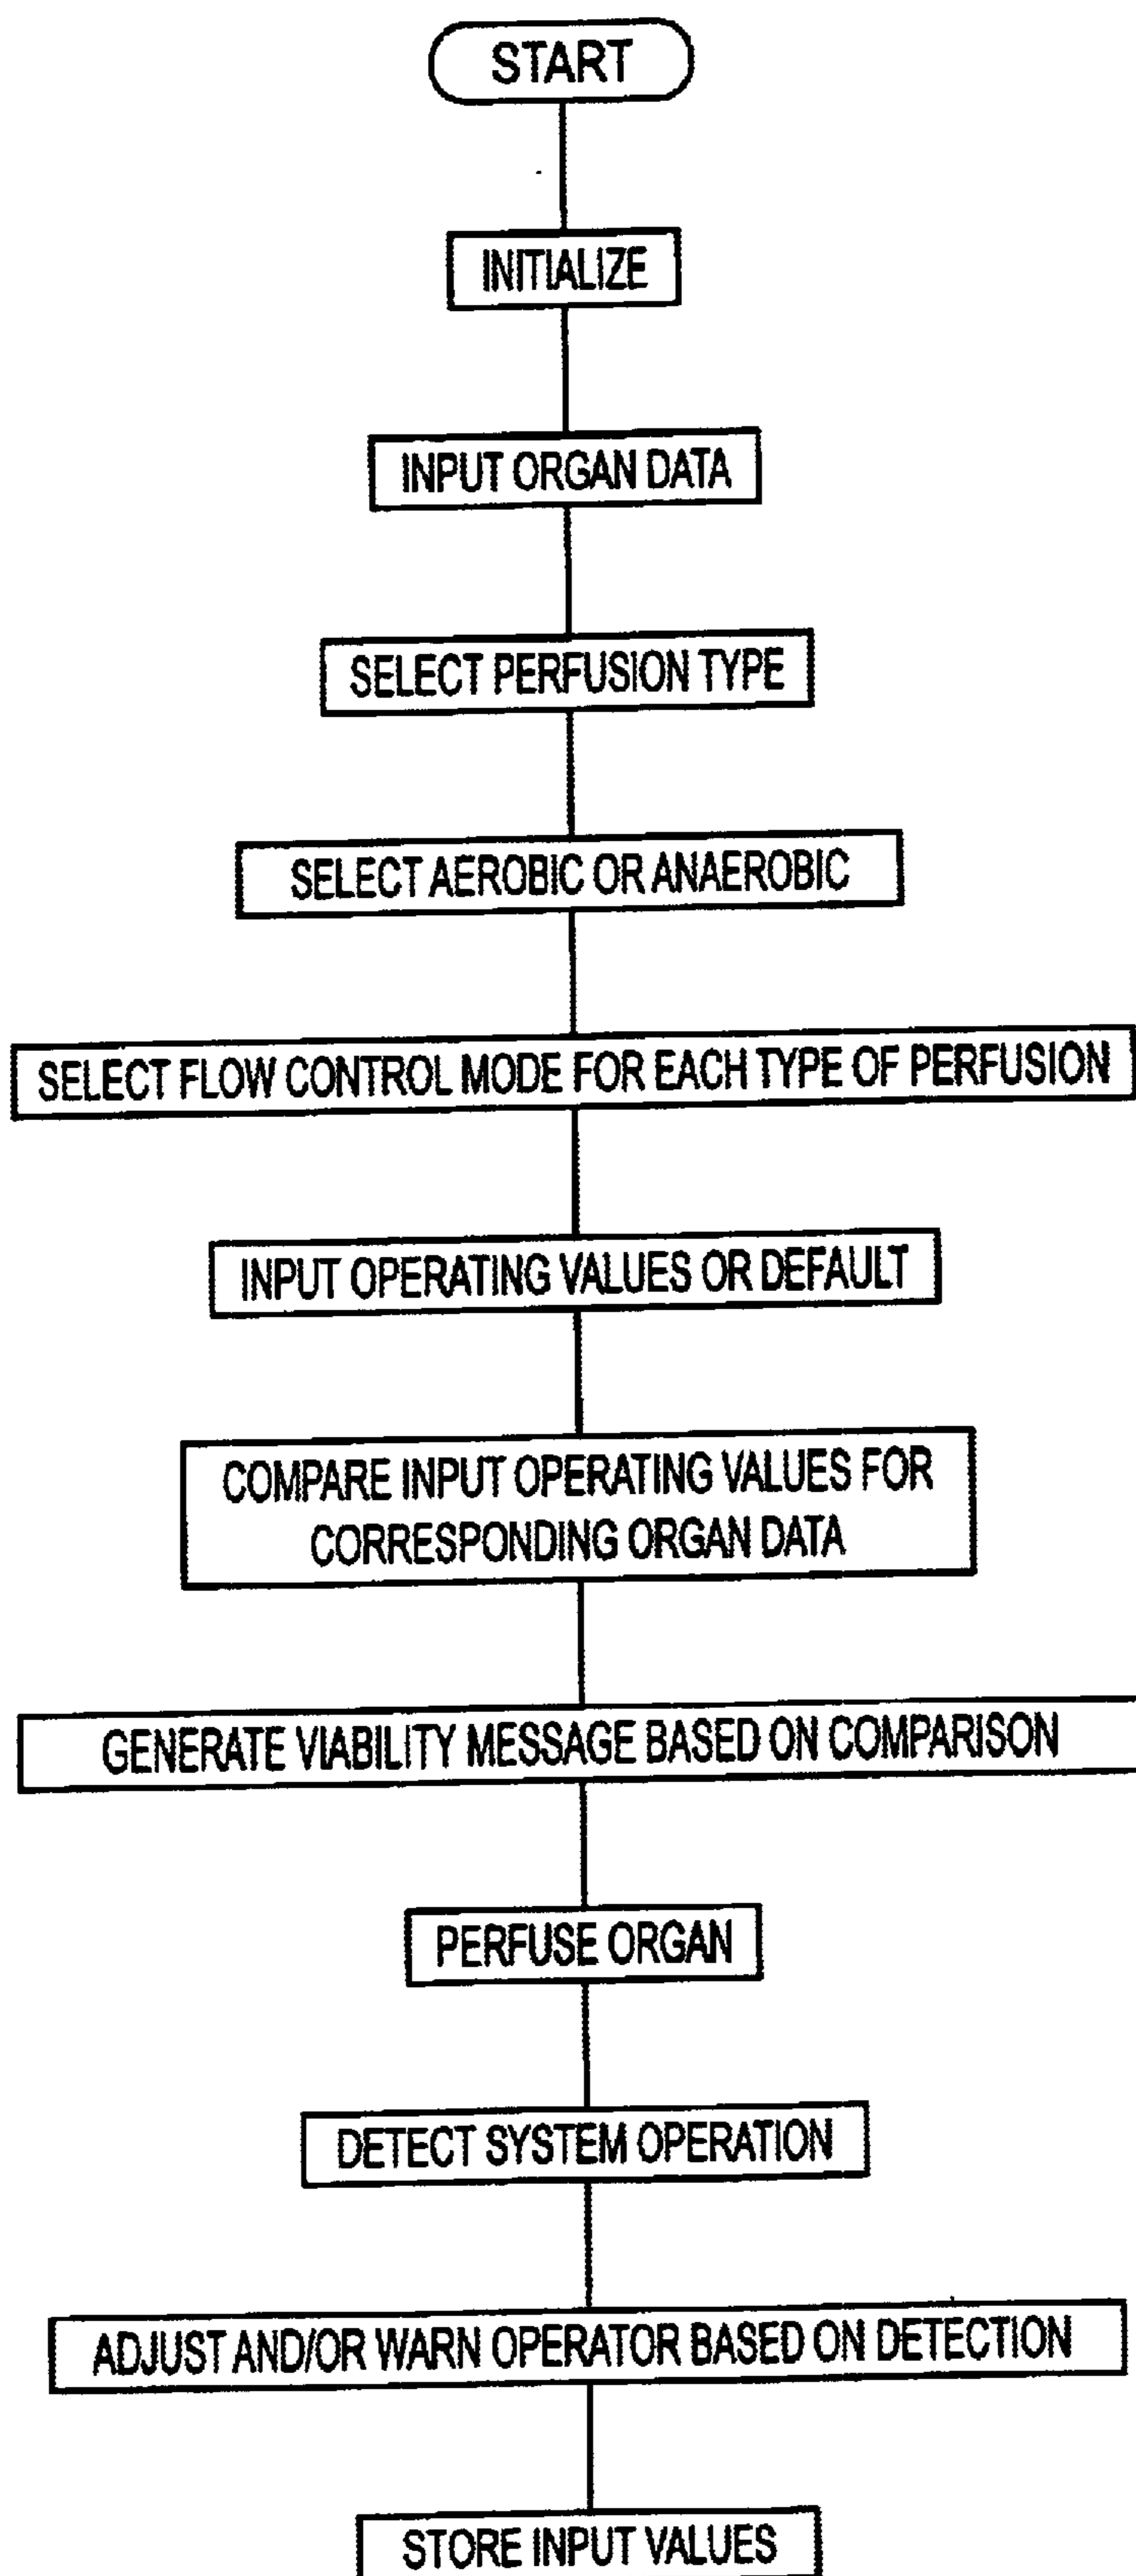 START
INITIALIZE
INPUT ORGAN DATA
SELECT PERFUSION TYPE
SELECT AEROBIC OR ANAEROBIC
SELECT FLOW CONTROL MODE FOR EACH TYPE OF PERFUSION
INPUT OPERATING VALUES OR DEFAULT
COMPARE INPUT OPERATING VALUES FOR
CORRESPONDING ORGAN DATA
GENERATE VIABILITY MESSAGE BASED ON COMPARISON
PERFUSE ORGAN
DETECT SYSTEM OPERATION
ADJUST AND/OR WARN OPERATOR BASED ON DETECTION
STORE INPUT VALUES